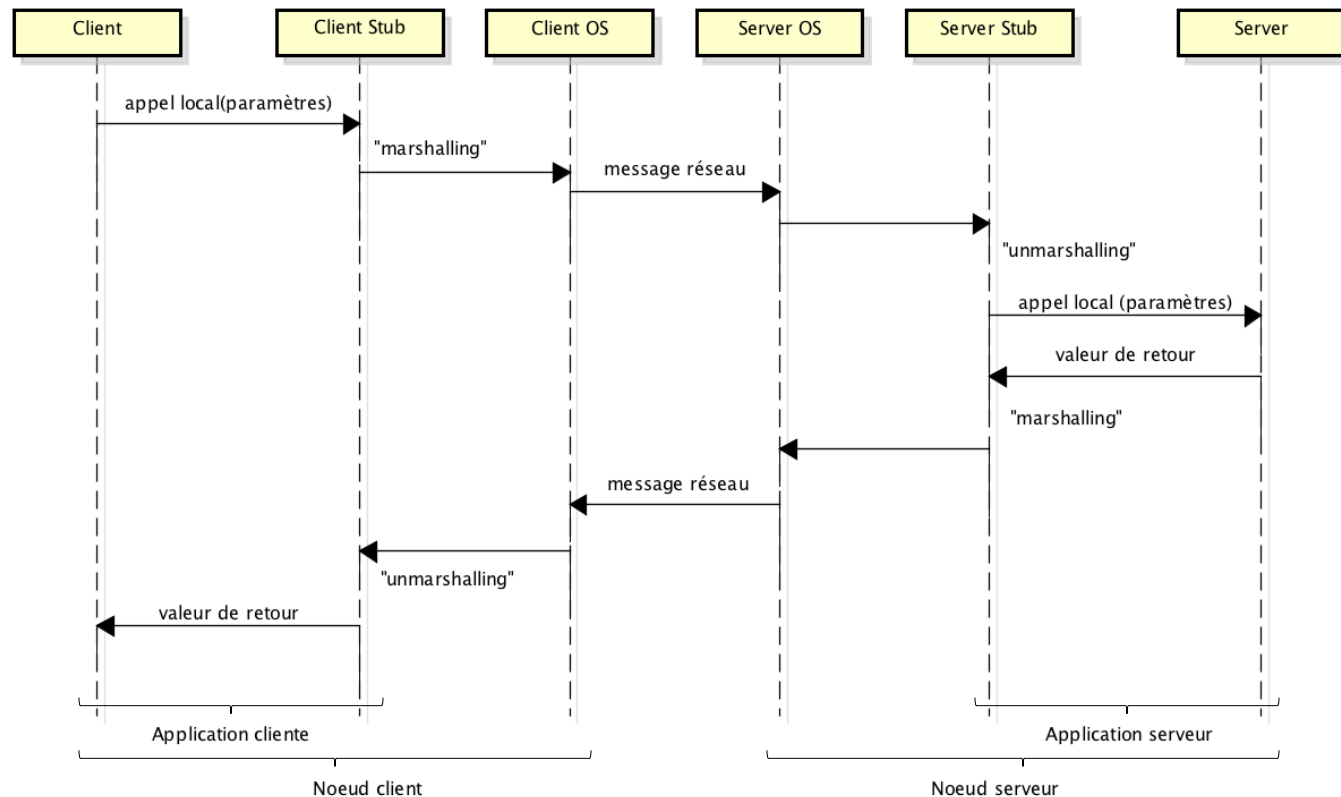 Client
Client Stub
Client OS
Server OS
Server Stub
Server
appel local(paramètres)
"marshalling"
message réseau
"unmarshalling"
appel local (paramètres)
valeur de retour
"marshalling"
message réseau
"unmarshalling"
valeur de retour
Application cliente
Application serveur
Noeud client
Noeud serveur